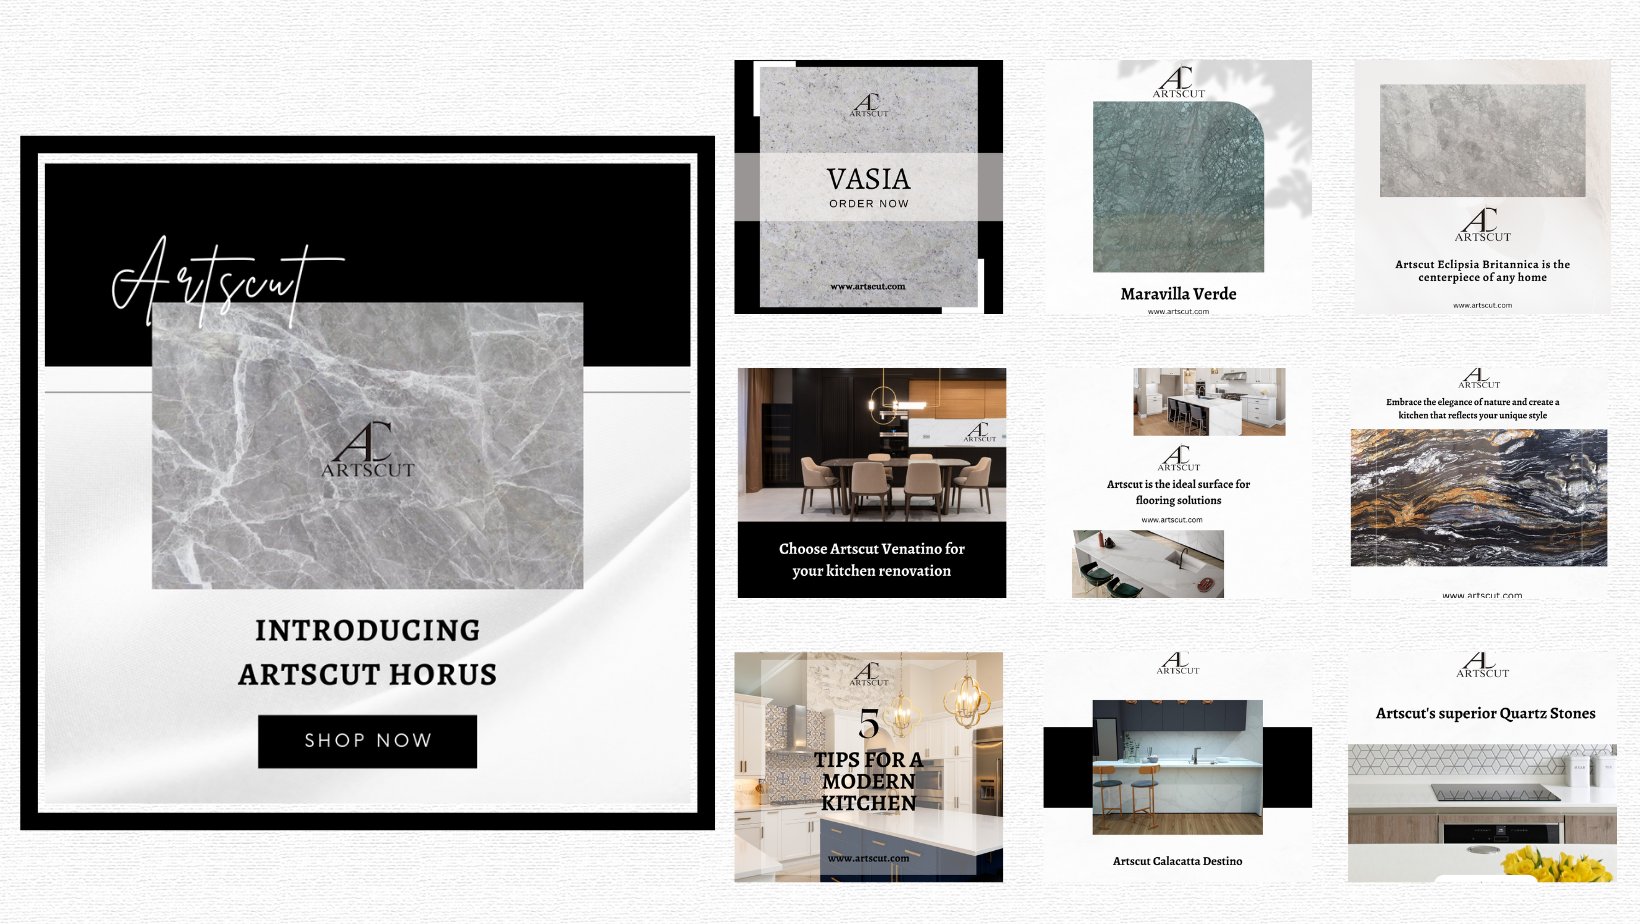 Artscut
AC
ARTSCUT
INTRODUCING
ARTSCUT HORUS
SHOP NOW
AC
ARTSCUT
VASIA
ORDER NOW
www.artscut.com
AC
ARTSCUT
Maravilla Verde
www.artscut.com
AC
ARTSCUT
Artscut Eclipsia Britannica is the
centerpiece of any home
www.artscut.com
AC
ARTSCUT
Choose Artscut Venatino for
your kitchen renovation
AC
ARTSCUT
Artscut is the ideal surface for
flooring solutions
www.artscut.com
AC
ARTSCUT
Embrace the elegance of nature and create a
kitchen that reflects your unique style
www.artscut.com
AC
ARTSCUT
5
TIPS FOR A
MODERN
KITCHEN
www.artscut.com
AC
ARTSCUT
Artscut Calacatta Destino
AC
ARTSCUT
Artscut's superior Quartz Stones